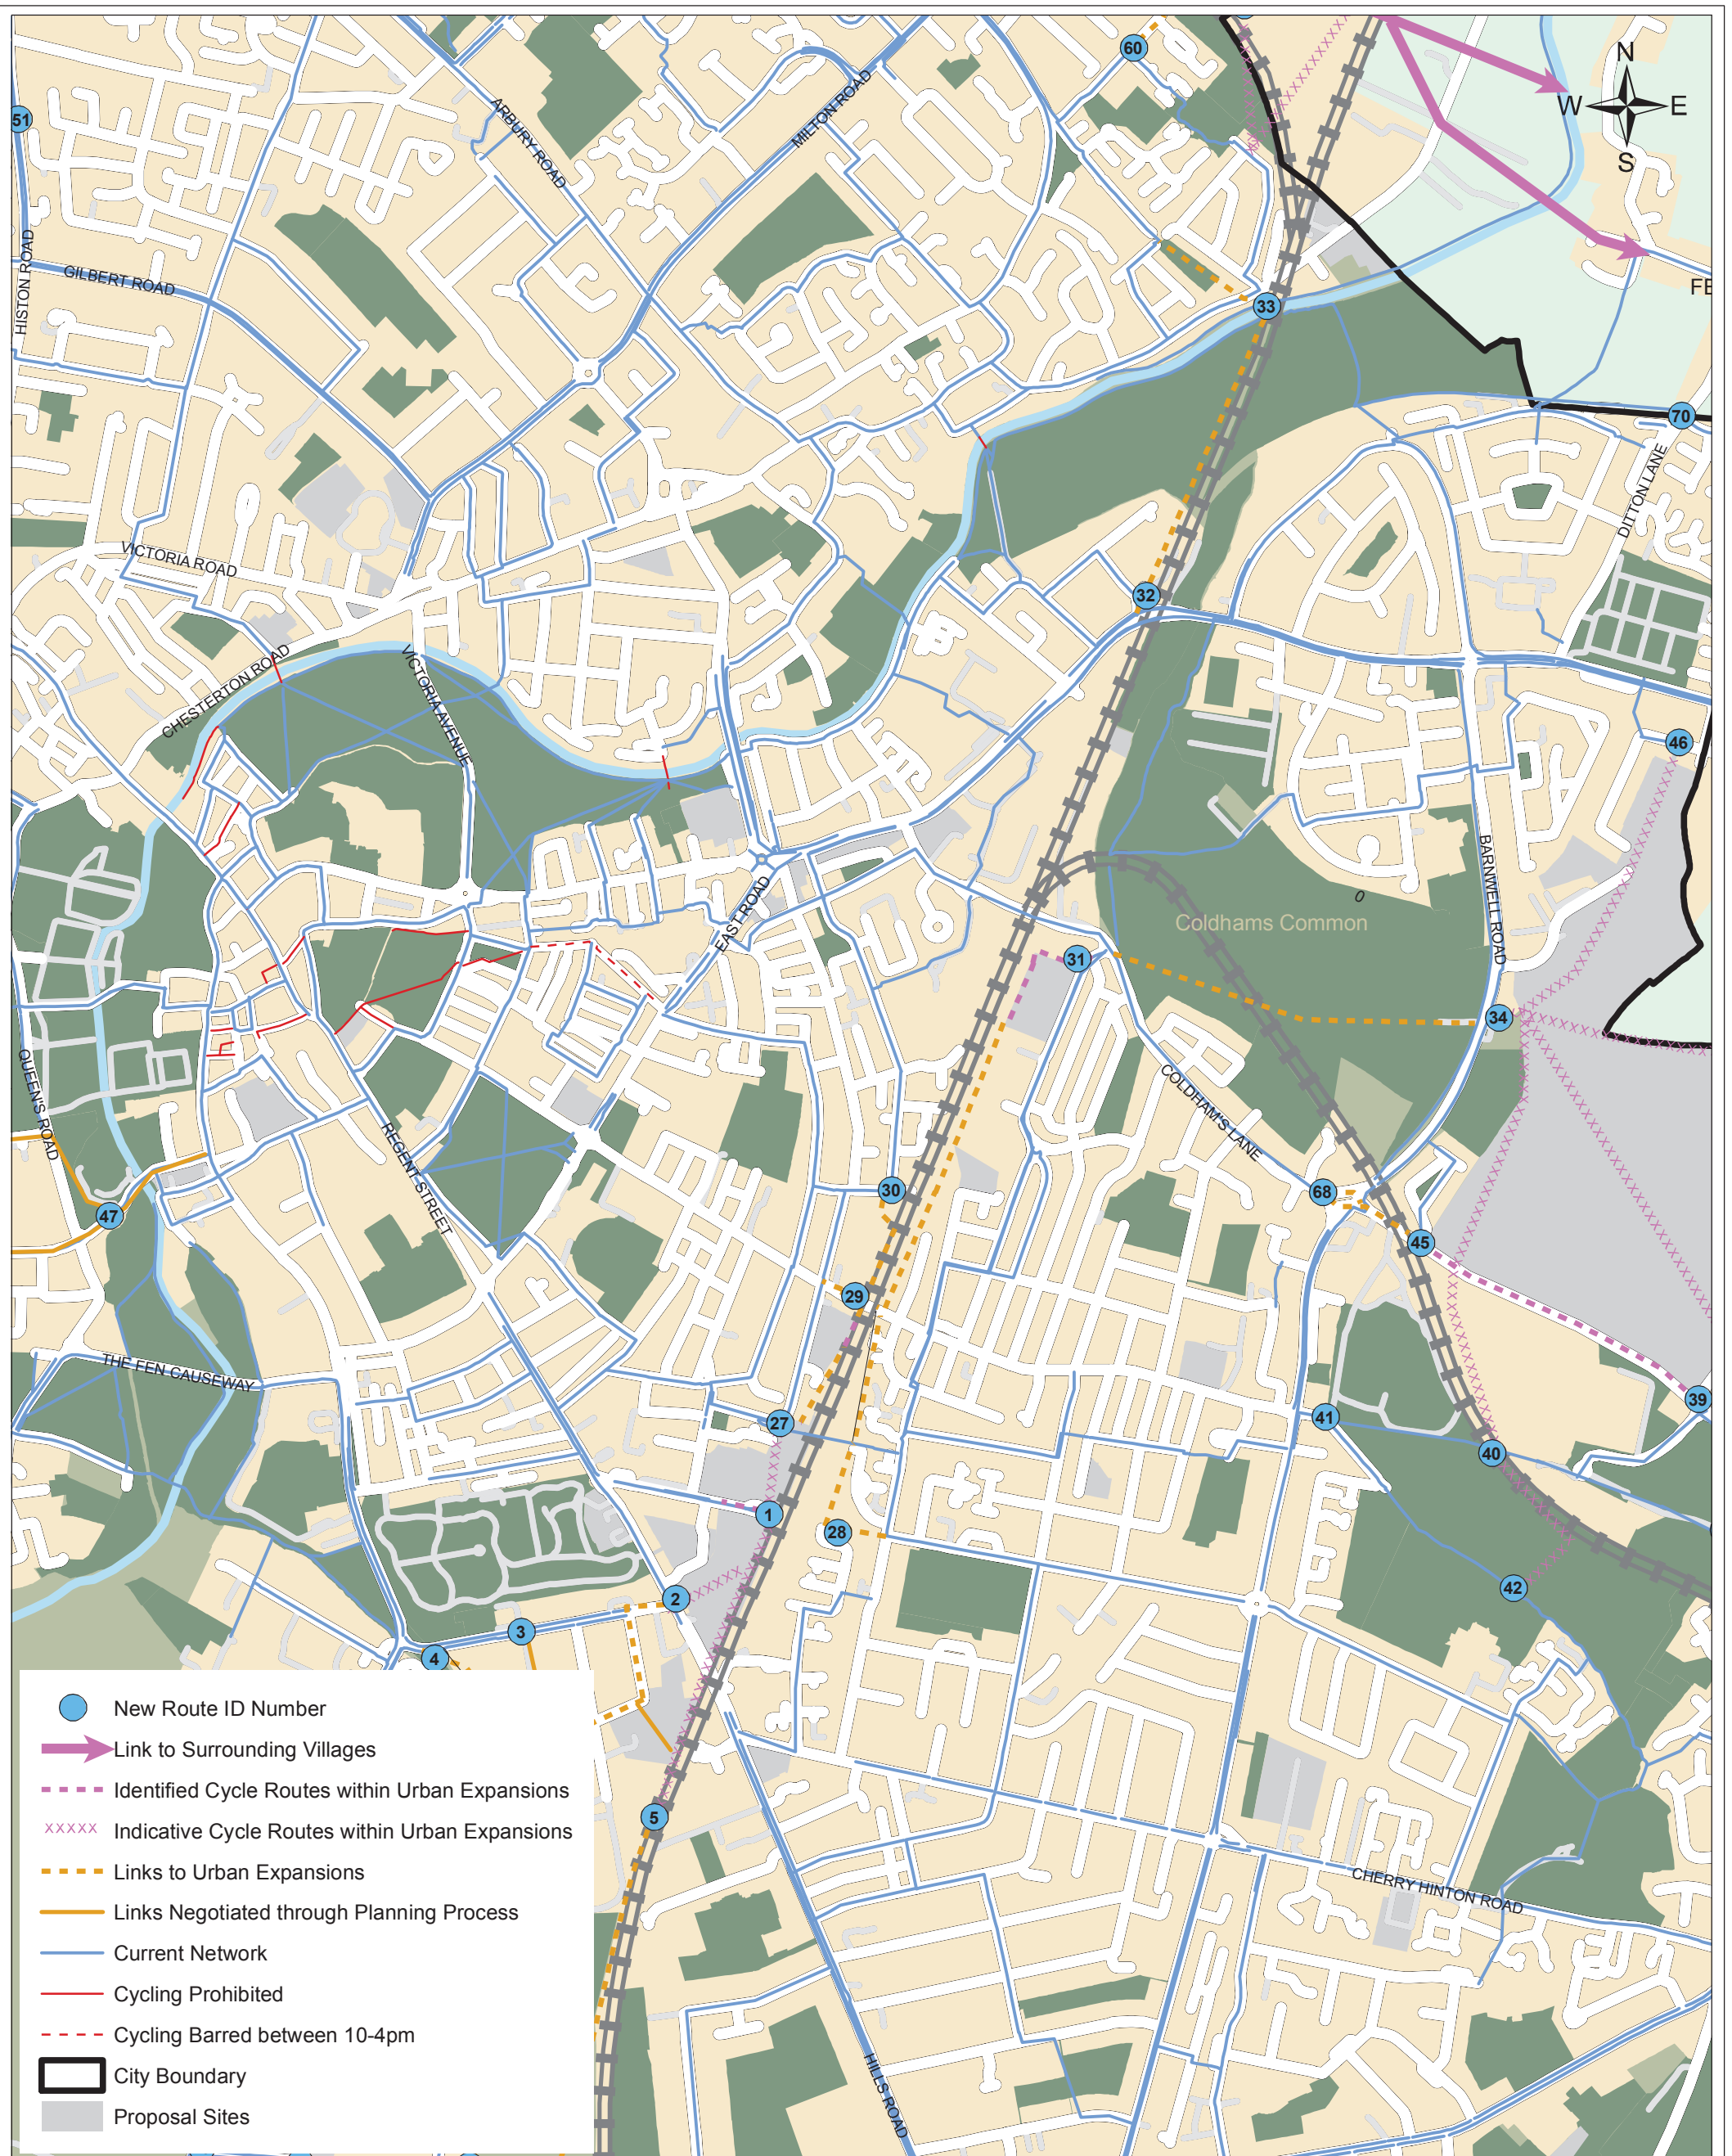 60
N
W E
S
51
ARBURY ROAD
MILTON ROAD
HISTON ROAD
GILBERT ROAD
33
FE
70
DITTON LANE
VICTORIA ROAD
32
CHESTERTON ROAD
VICTORIA AVENUE
46
EAST ROAD
BARNWELL ROAD
0
Coldhams Common
31
34
QUEEN'S ROAD
COLDHAM'S LANE
REGENT STREET
30
68
47
45
29
THE FEN CAUSEWAY
39
27
41
40
1
28
42
2
3
4
5
CHERRY HINTON ROAD
HILLS ROAD
New Route ID Number
Link to Surrounding Villages
Identified Cycle Routes within Urban Expansions
XXXXX Indicative Cycle Routes within Urban Expansions
Links to Urban Expansions
Links Negotiated through Planning Process
Current Network
Cycling Prohibited
Cycling Barred between 10-4pm
City Boundary
Proposal Sites